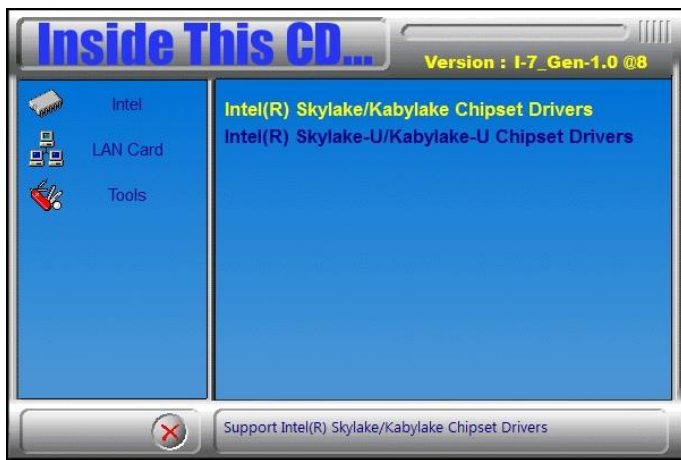 Inside This CD...
Version : I-7_Gen-1.0 @8
Intel
LAN Card
Tools
Intel(R) Skylake/Kabylake Chipset Drivers
Intel(R) Skylake-U/Kabylake-U Chipset Drivers
Support Intel(R) Skylake/Kabylake Chipset Drivers